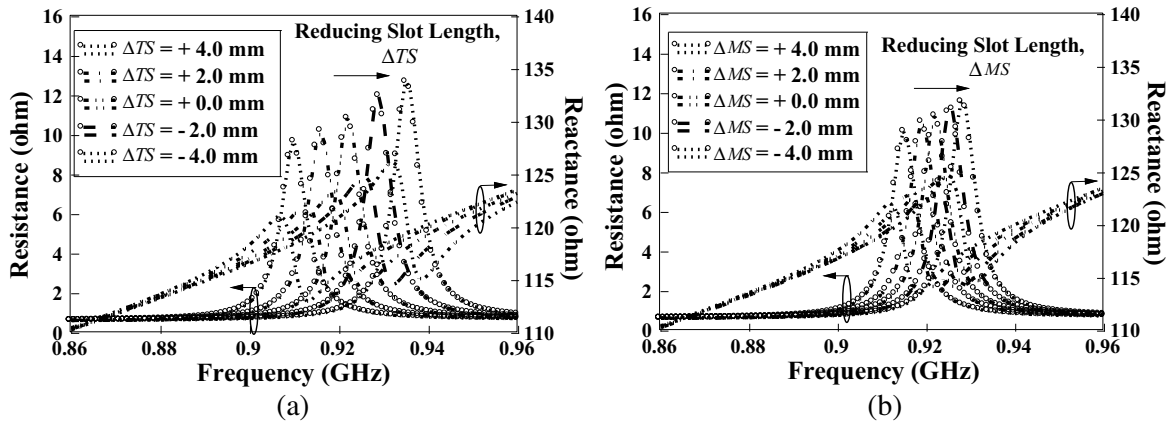 16
14
12
10
8
6
4
2
0
Resistance (ohm)
ΔTS = + 4.0 mm
ΔTS = + 2.0 mm
ΔTS = + 0.0 mm
ΔTS = − 2.0 mm
ΔTS = − 4.0 mm
Reducing Slot Length,
ΔTS
140
135
130
125
120
115
110
Reactance (ohm)
0.86 0.88 0.9 0.92 0.94 0.96
Frequency (GHz)
(a)
16
14
12
10
8
6
4
2
0
Resistance (ohm)
ΔMS = + 4.0 mm
ΔMS = + 2.0 mm
ΔMS = + 0.0 mm
ΔMS = − 2.0 mm
ΔMS = − 4.0 mm
Reducing Slot Length,
ΔMS
140
135
130
125
120
115
110
Reactance (ohm)
0.86 0.88 0.9 0.92 0.94 0.96
Frequency (GHz)
(b)